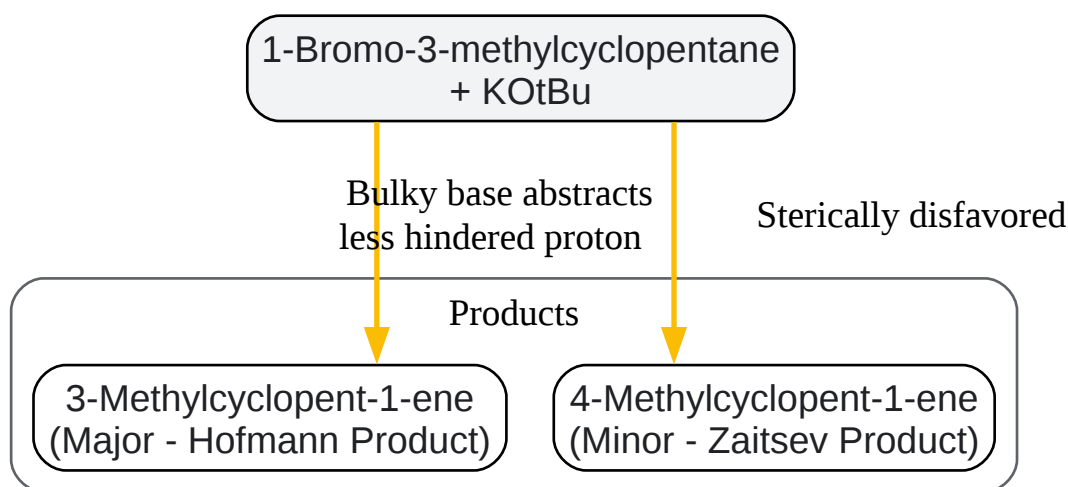 1-Bromo-3-methylcyclopentane
+ KOtBu
Bulky base abstracts
less hindered proton
Sterically disfavored
Products
3-Methylcyclopent-1-ene
(Major - Hofmann Product)
4-Methylcyclopent-1-ene
(Minor - Zaitsev Product)